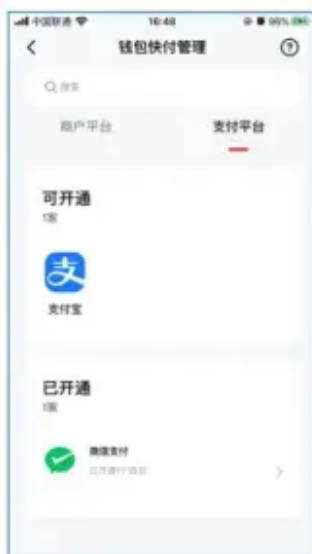 中国联通 16:48 96%
钱包快付管理
搜索
商户平台 支付平台
可开通
1家
支付宝
已开通
1家
微信支付